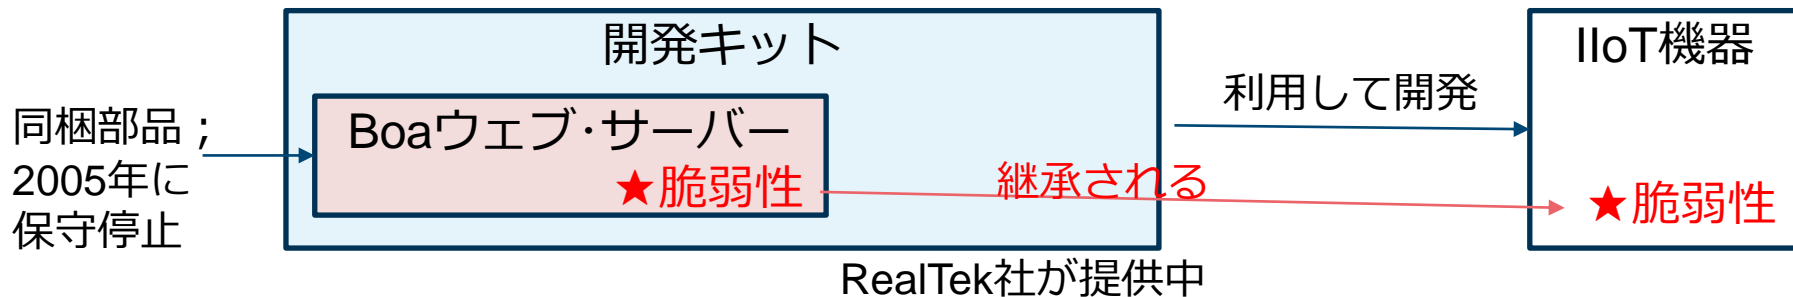 開発キット
IIoT機器
利用して開発
同梱部品；
2005年に
保守停止
Boaウェブ･サーバー
★脆弱性
継承される
★脆弱性
RealTek社が提供中